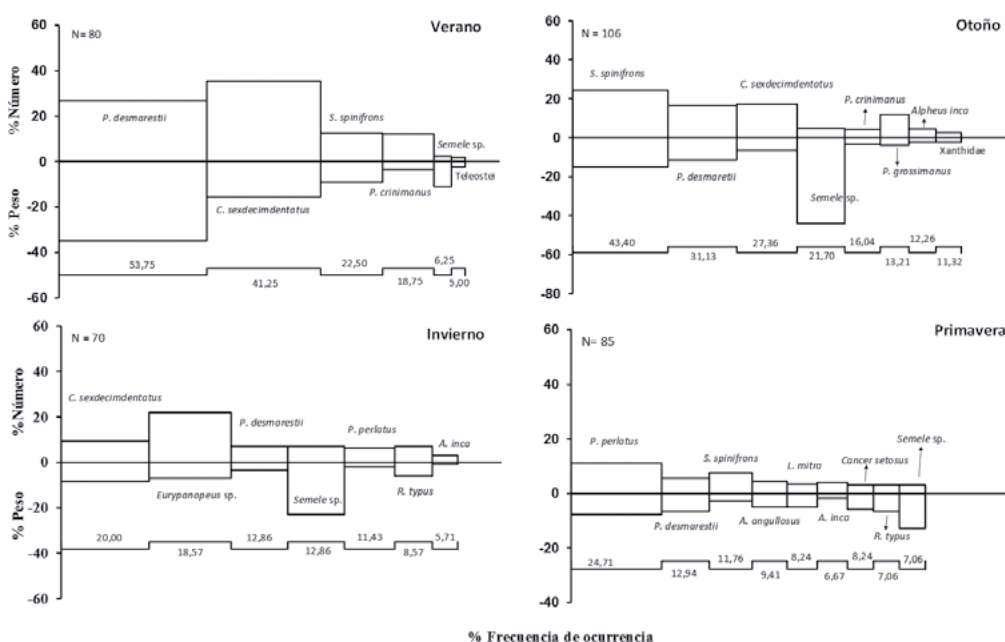 Verano
N= 80
60
40
20
0
-20
-40
-60
% Número
% Peso
P. desmarestii
C. sexdecimdentatus
S. spinifrons
P. crinimanus
Semele sp.
Teleostei
53,75
41,25
22,50
18,75
6,25
5,00
Otoño
N = 106
60
40
20
0
-20
-40
-60
-80
S. spinifrons
P. desmaretii
C. sexdecimdentatus
Semele sp.
P. crinimanus
P. grossimanus
Alpheus inca
Xanthidae
43,40
31,13
27,36
21,70
16,04
13,21
12,26
11,32
Invierno
N = 70
60
40
20
0
-20
-40
-60
%Número
% Peso
C. sexdecimdentatus
Eurypanopeus sp.
P. desmarestii
Semele sp.
P. perlatus
R. typus
A. inca
20,00
18,57
12,86
12,86
11,43
8,57
5,71
Primavera
N= 85
60
40
20
0
-20
-40
P. perlatus
P. desmarestii
S. spinifrons
A. angullosus
L. mitra
A. inca
Cancer setosus
R. typus
Semele sp.
24,71
12,94
11,76
9,41
8,24
6,67
8,24
7,06
7,06
% Frecuencia de ocurrencia